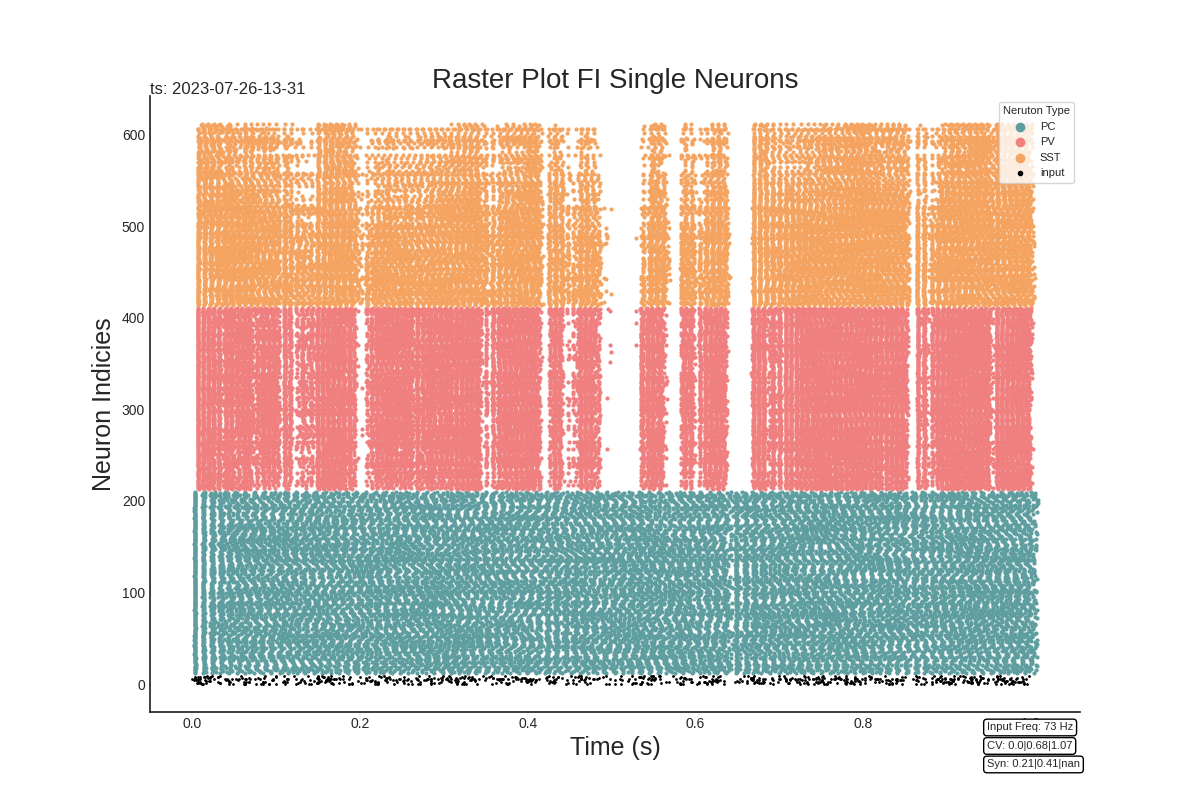 Raster Plot FI Single Neurons
ts: 2023-07-26-13-31
Neruton Type
PC
PV
SST
input
Neuron Indicies
600
500
400
300
200
100
0
0.0
0.2
0.4
0.6
0.8
Time (s)
Input Freq: 73 Hz
CV: 0.0|0.68|1.07
Syn: 0.21|0.41|nan